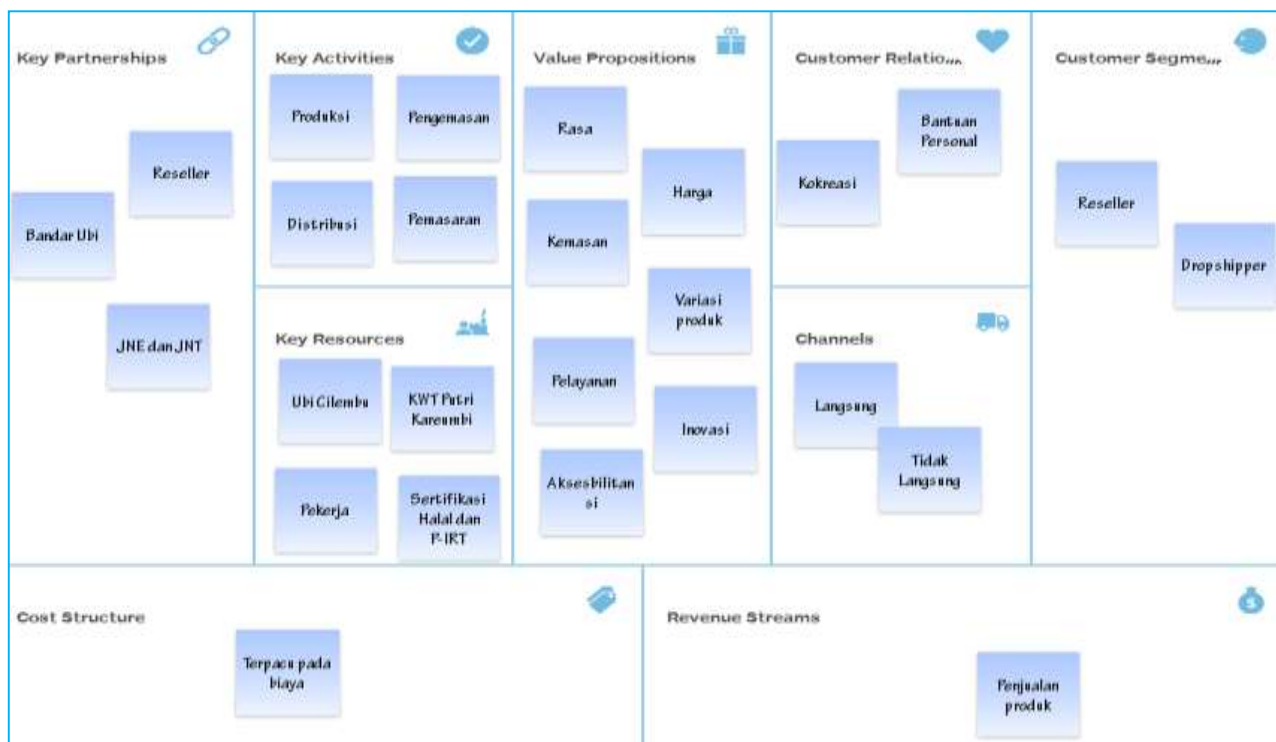 Key Partnerships
Reseller
Bandar Ubi
JNE dan JNT
Key Activities
Produksi
Pengemasan
Distribusi
Pemasaran
Key Resources
Ubi Cilembu
KWT Putri
Kareumbi
Pekerja
Sertifikasi
Halal dan
P-IRT
Value Propositions
Rasa
Harga
Kemasan
Variasi
produk
Pelayanan
Inovasi
Aksesbilitan
si
Customer Relatio...
Bantuan
Personal
Kokreasi
Channels
Langsung
Tidak
Langsung
Customer Segme...
Reseller
Dropshipper
Cost Structure
Terpacu pada
biaya
Revenue Streams
Penjualan
produk
$